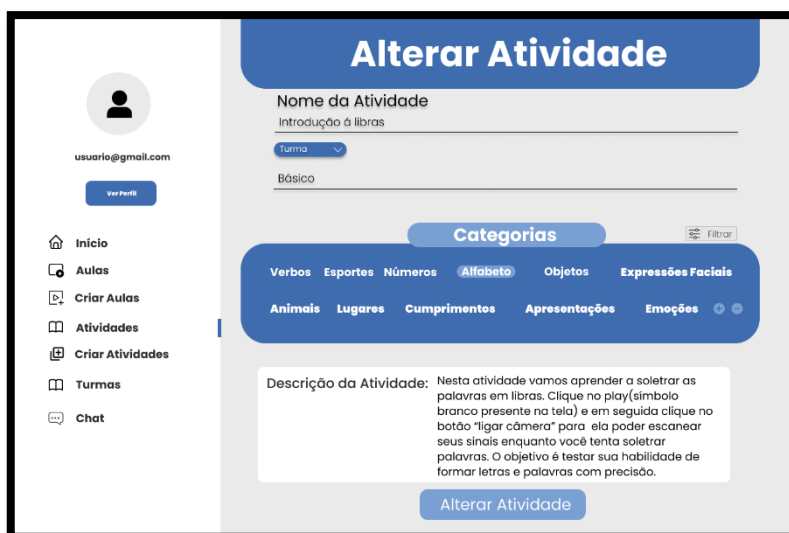 Alterar Atividade
Nome da Atividade
Introdução á libras
Turma
Básico
usuario@gmail.com
Ver Perfil
Início
Aulas
Criar Aulas
Atividades
Criar Atividades
Turmas
Chat
Categorias
Filtrar
Verbos Esportes Números Alfabeto Objetos Expressões Faciais
Animais Lugares Cumprimentos Apresentações Emoções
Descrição da Atividade:
Nesta atividade vamos aprender a soletrar as
palavras em libras. Clique no play(símbolo
branco presente na tela) e em seguida clique no
botão "ligar câmera" para ela poder escanear
seus sinais enquanto você tenta soletrar
palavras. O objetivo é testar sua habilidade de
formar letras e palavras com precisão.
Alterar Atividade